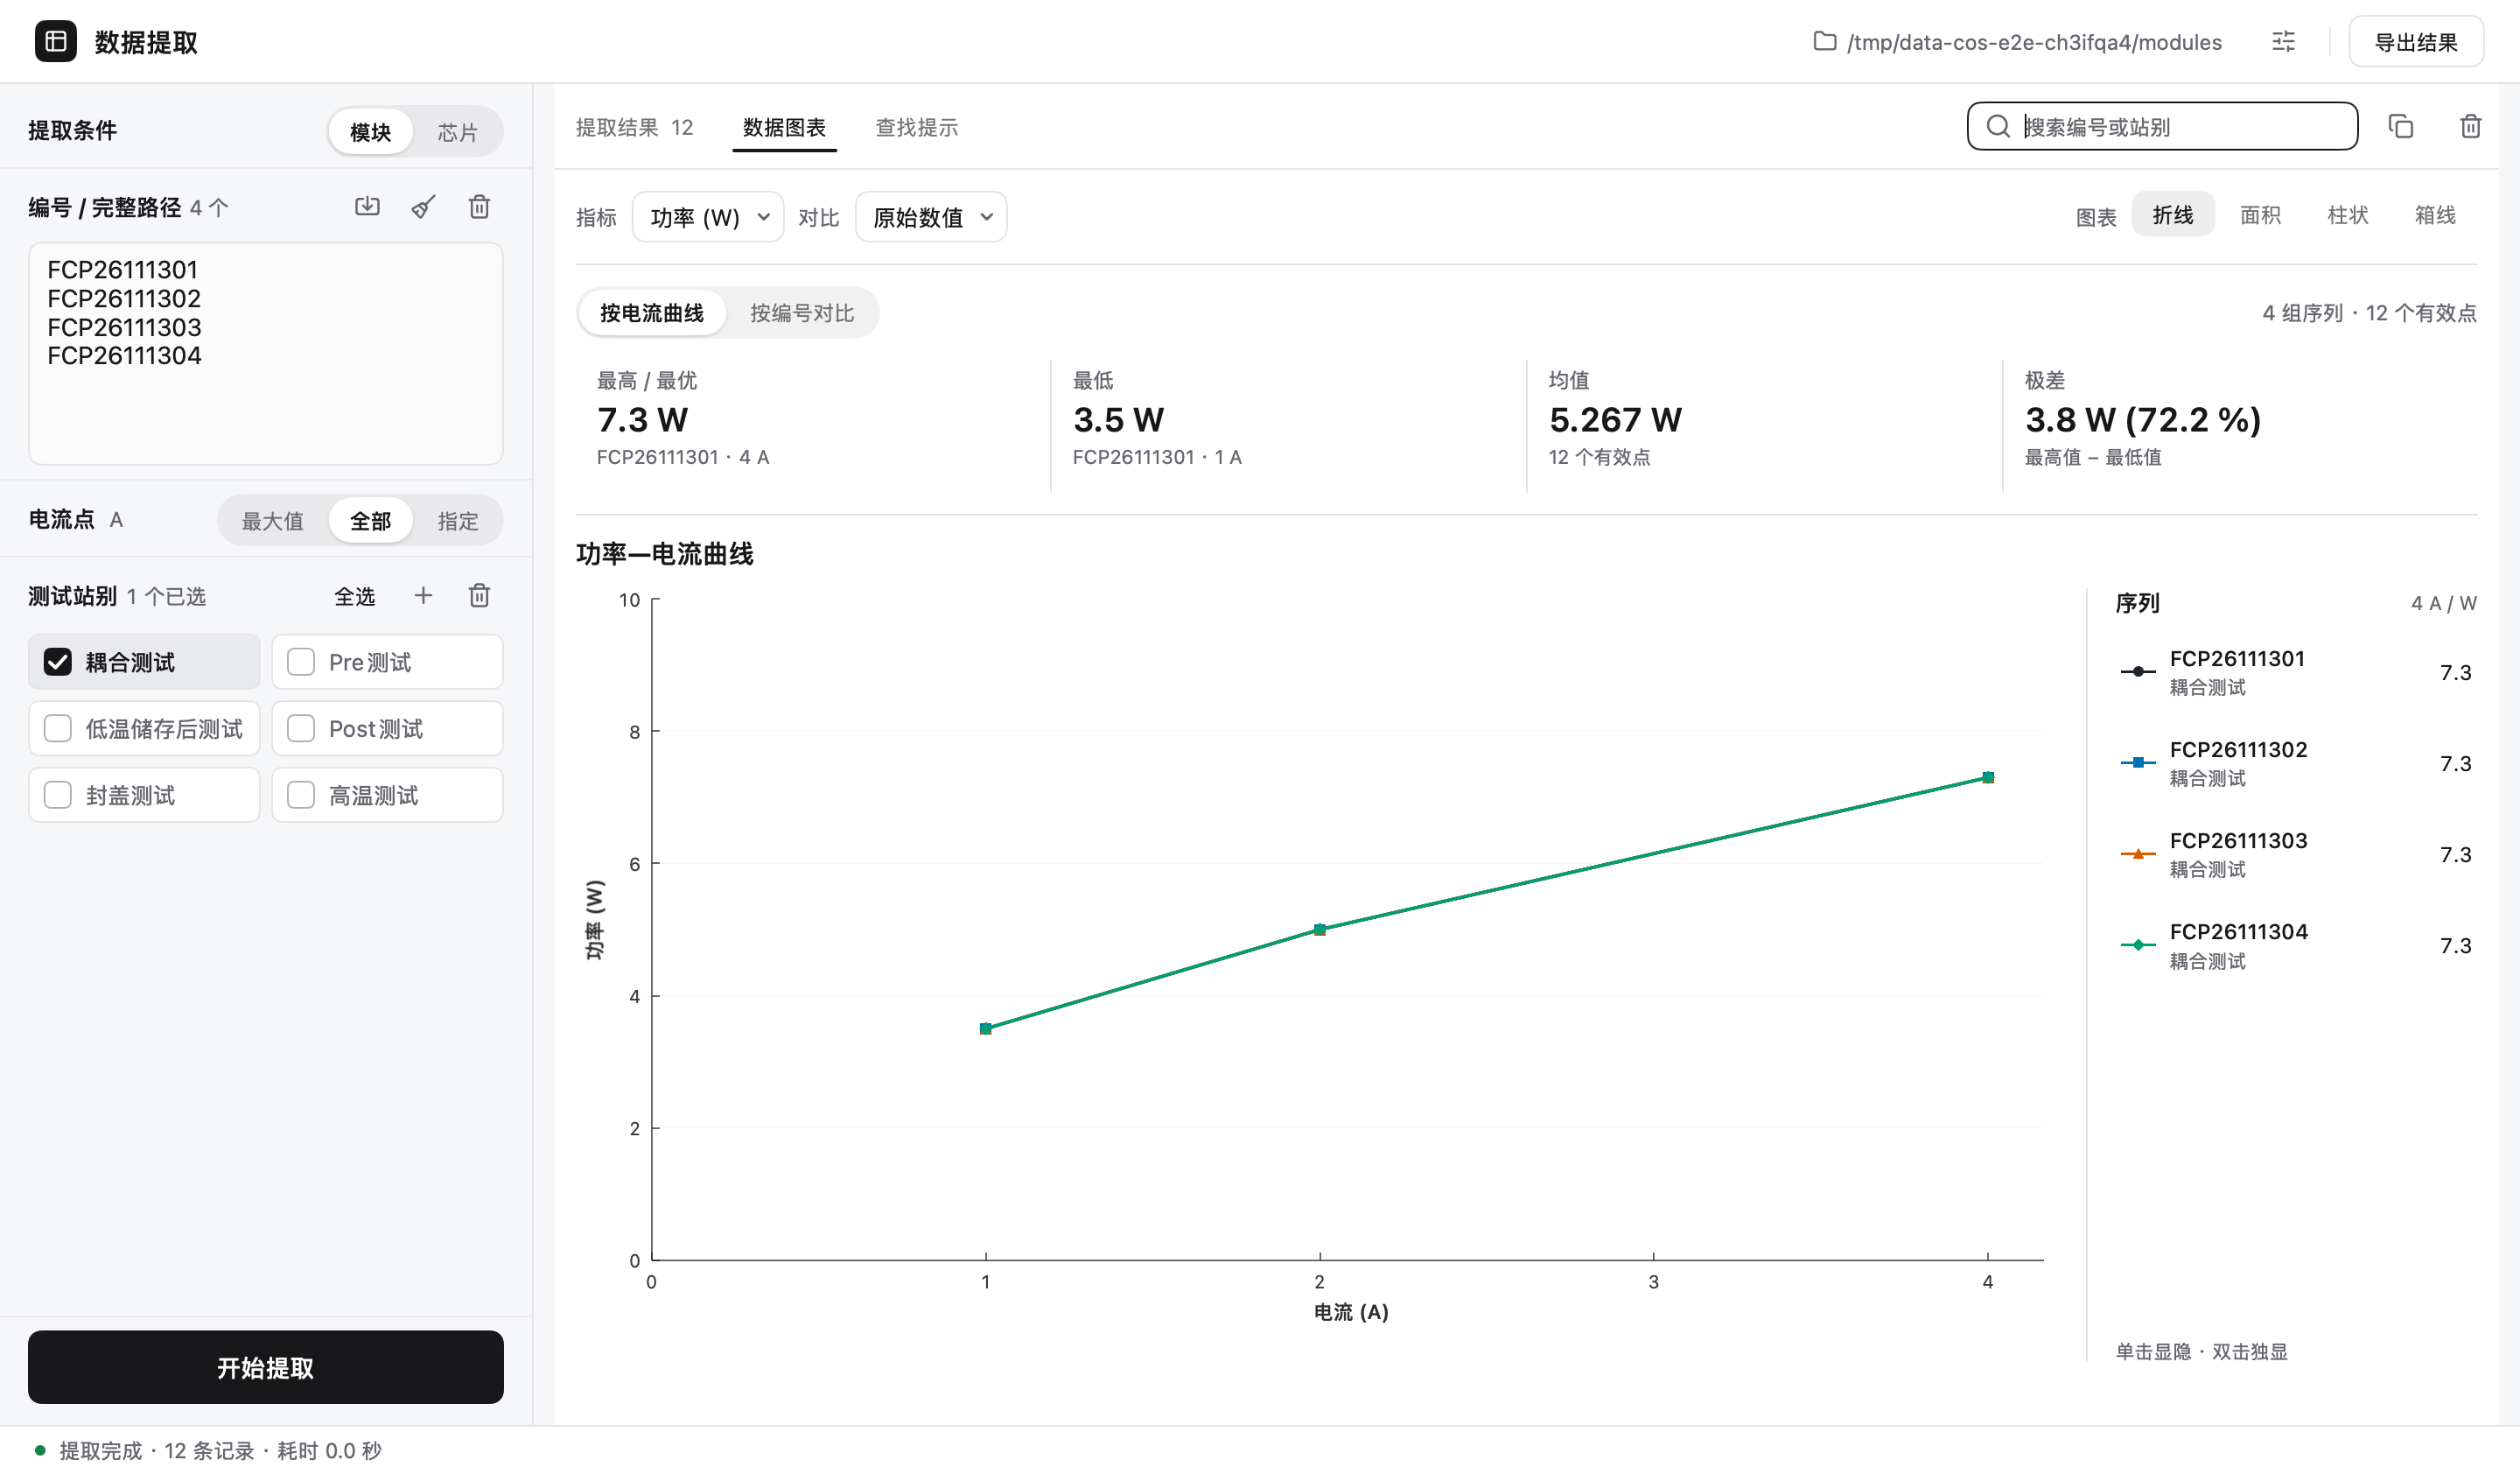 数据提取
/tmp/data-cos-e2e-ch3ifqa4/modules
导出结果
提取条件
模块
芯片
编号 / 完整路径 4 个
FCP26111301
FCP26111302
FCP26111303
FCP26111304
电流点 A
最大值
全部
指定
测试站别 1 个已选
全选
耦合测试
Pre测试
低温储存后测试
Post测试
封盖测试
高温测试
开始提取
提取结果 12
数据图表
查找提示
搜索编号或站别
指标
功率 (W)
对比
原始数值
图表
折线
面积
柱状
箱线
按电流曲线
按编号对比
4 组序列 · 12 个有效点
最高 / 最优
7.3 W
FCP26111301 · 4 A
最低
3.5 W
FCP26111301 · 1 A
均值
5.267 W
12 个有效点
极差
3.8 W (72.2 %)
最高值 – 最低值
功率—电流曲线
10
8
6
4
2
0
功率 (W)
0
1
2
3
4
电流 (A)
序列
4 A / W
FCP26111301
耦合测试
7.3
FCP26111302
耦合测试
7.3
FCP26111303
耦合测试
7.3
FCP26111304
耦合测试
7.3
单击显隐 · 双击独显
提取完成 · 12 条记录 · 耗时 0.0 秒